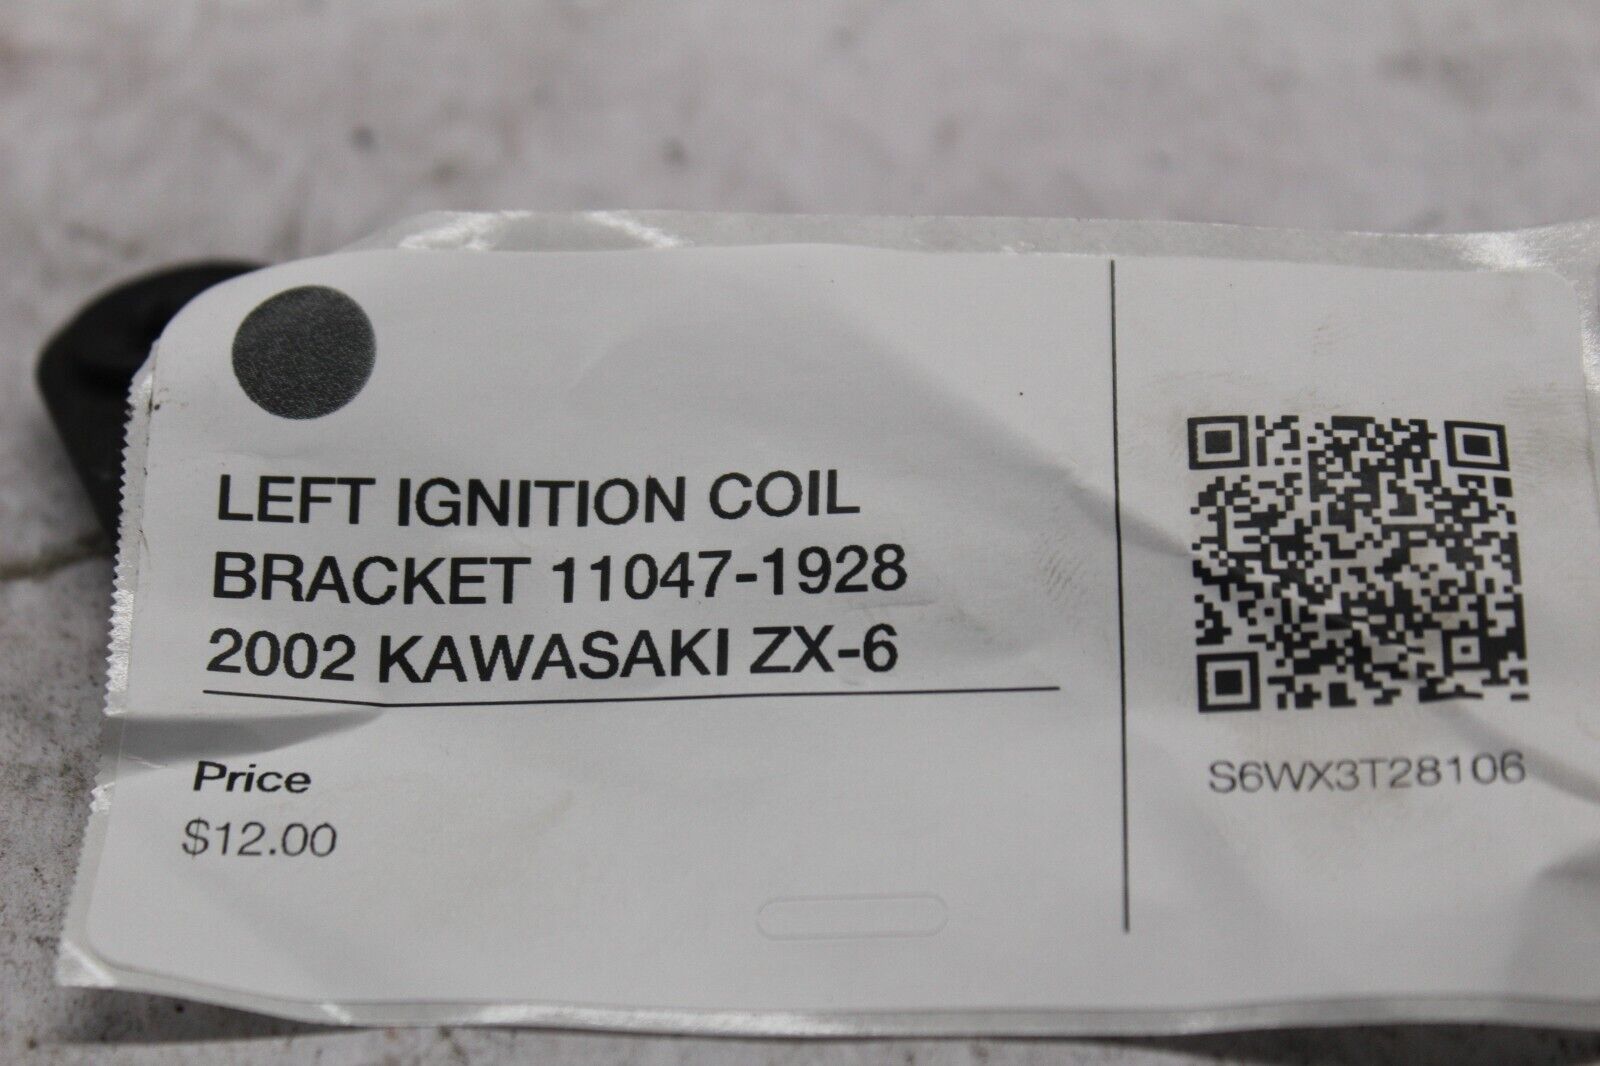 LEFT IGNITION COIL
BRACKET 11047-1928
2002 KAWASAKI ZX-6
Price
$12.00
S6WX3T28106